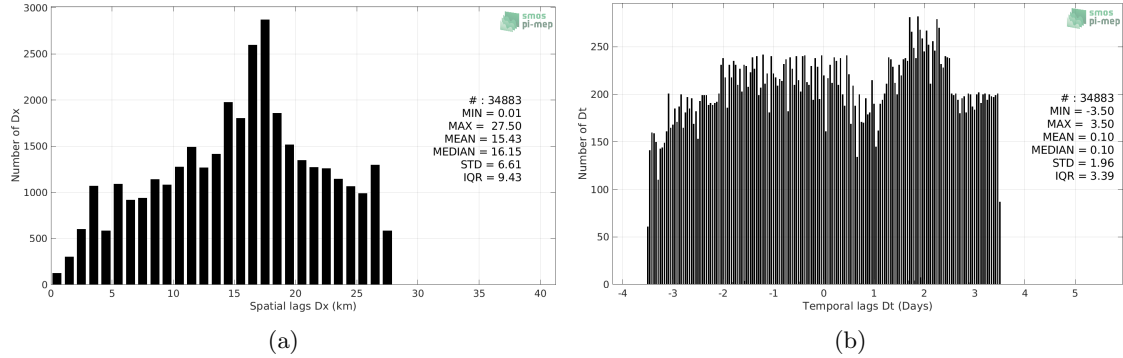 3000
2500
2000
1500
1000
500
0
0 5 10 15 20 25 30 35 40
Number of Dx
Spatial lags Dx (km)
smos
pi-mep
# : 34883
MIN = 0.01
MAX = 27.50
MEAN = 15.43
MEDIAN = 16.15
STD = 6.61
IQR = 9.43
(a)
250
200
150
100
50
0
-4 -3 -2 -1 0 1 2 3 4 5
Number of Dt
Temporal lags Dt (Days)
smos
pi-mep
# : 34883
MIN = -3.50
MAX = 3.50
MEAN = 0.10
MEDIAN = 0.10
STD = 1.96
IQR = 3.39
(b)